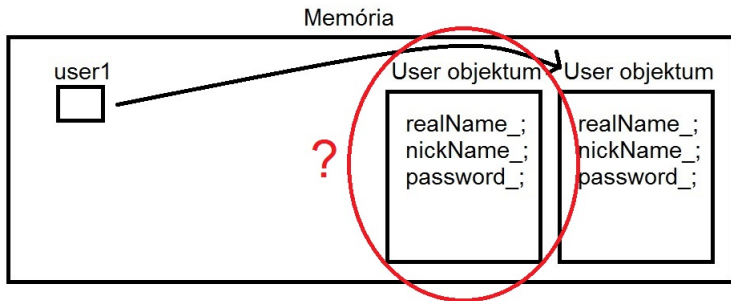 Memória
user1
User objektum
User objektum
realName_;
nickName_;
password_;
realName_;
nickName_;
password_;
?